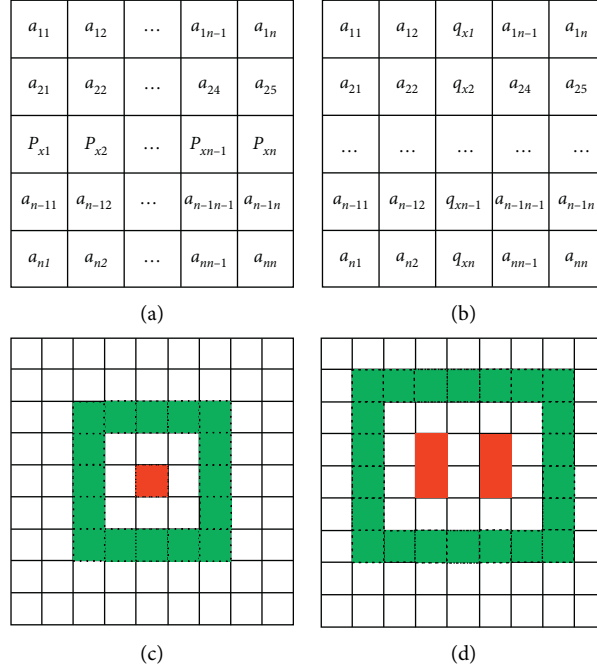 a11 a12 … a1n−1 a1n
a21 a22 … a24 a25
Px1 Px2 … Pxn−1 Pxn
an−11 an−12 … an−1n−1 an−1n
an1 an2 … ann−1 ann
(a)
a11 a12 qx1 a1n−1 a1n
a21 a22 qx2 a24 a25
… … … … …
an−11 an−12 qxn−1 an−1n−1 an−1n
an1 an2 qxn ann−1 ann
(b)
(c)
(d)